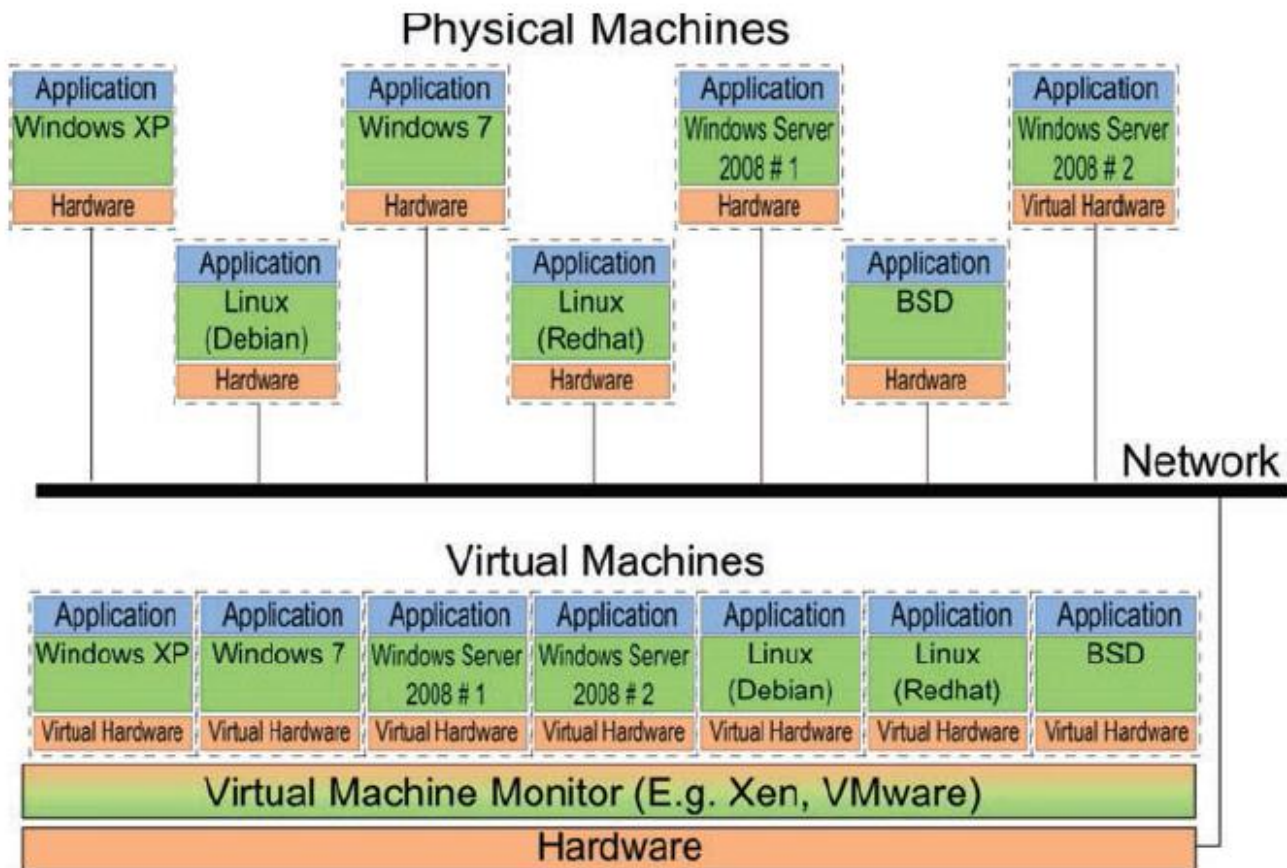 Physical Machines
Application
Windows XP
Hardware
Application
Windows 7
Hardware
Application
Windows Server
2008 # 1
Hardware
Application
Windows Server
2008 # 2
Virtual Hardware
Application
Linux
(Debian)
Hardware
Application
Linux
(Redhat)
Hardware
Application
BSD
Hardware
Network
Virtual Machines
Application
Windows XP
Virtual Hardware
Application
Windows 7
Virtual Hardware
Application
Windows Server
2008 # 1
Virtual Hardware
Application
Windows Server
2008 # 2
Virtual Hardware
Application
Linux
(Debian)
Virtual Hardware
Application
Linux
(Redhat)
Virtual Hardware
Application
BSD
Virtual Hardware
Virtual Machine Monitor (E.g. Xen, VMware)
Hardware